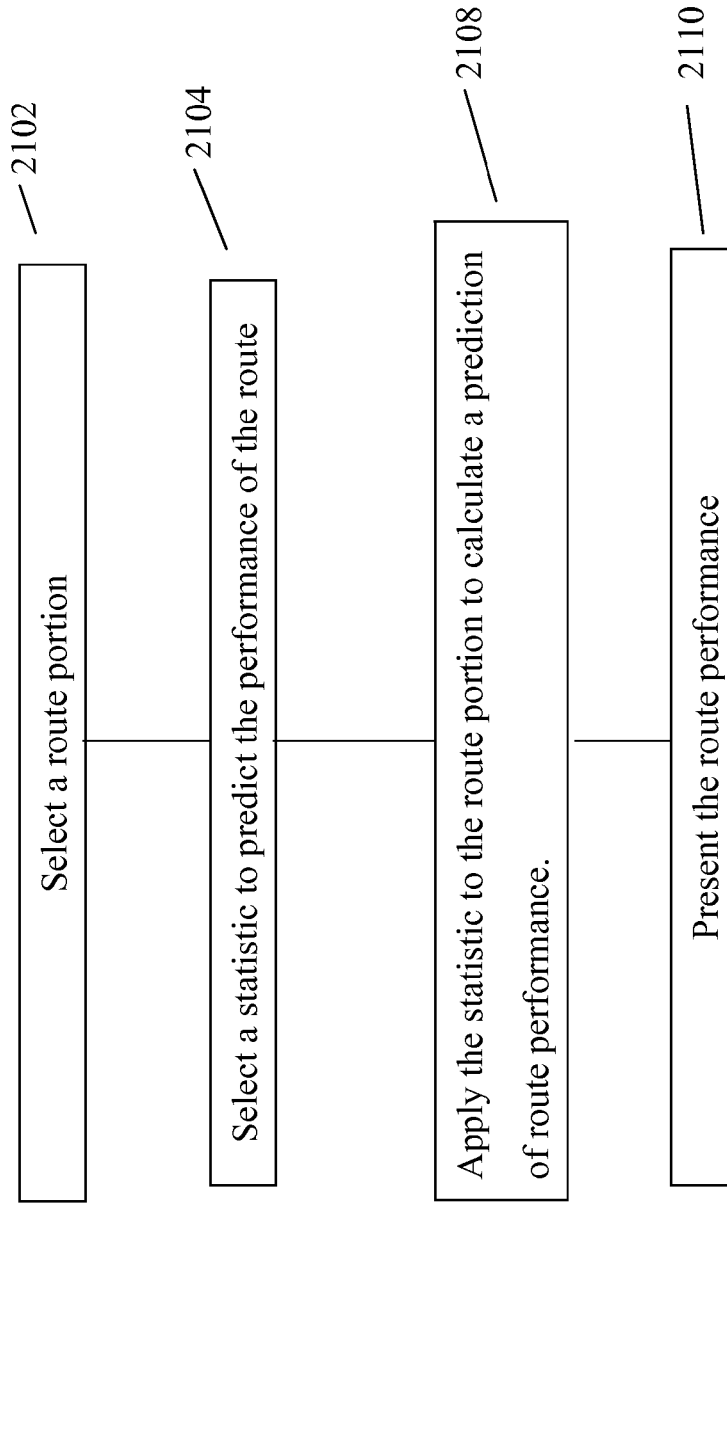 Select a route portion
2102
Select a statistic to predict the performance of the route
2104
Apply the statistic to the route portion to calculate a prediction
of route performance.
2108
Present the route performance
2110